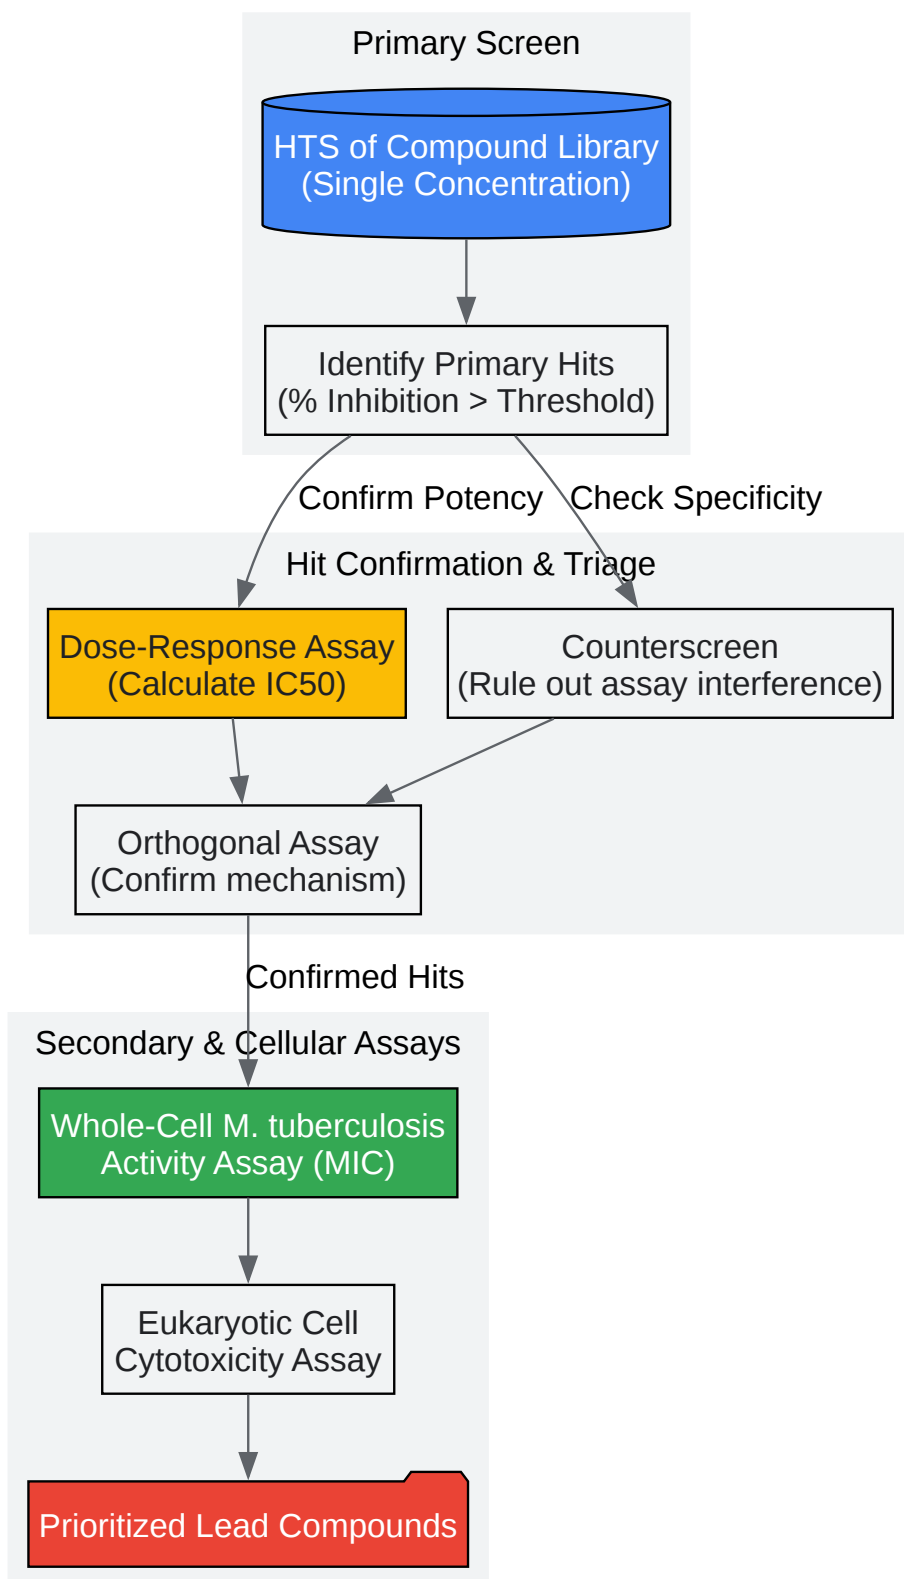 Primary Screen
HTS of Compound Library
(Single Concentration)
Identify Primary Hits
(% Inhibition > Threshold)
Confirm Potency
Check Specificity
Hit Confirmation & Triage
Dose-Response Assay
(Calculate IC50)
Counterscreen
(Rule out assay interference)
Orthogonal Assay
(Confirm mechanism)
Confirmed Hits
Secondary & Cellular Assays
Whole-Cell M. tuberculosis
Activity Assay (MIC)
Eukaryotic Cell
Cytotoxicity Assay
Prioritized Lead Compounds